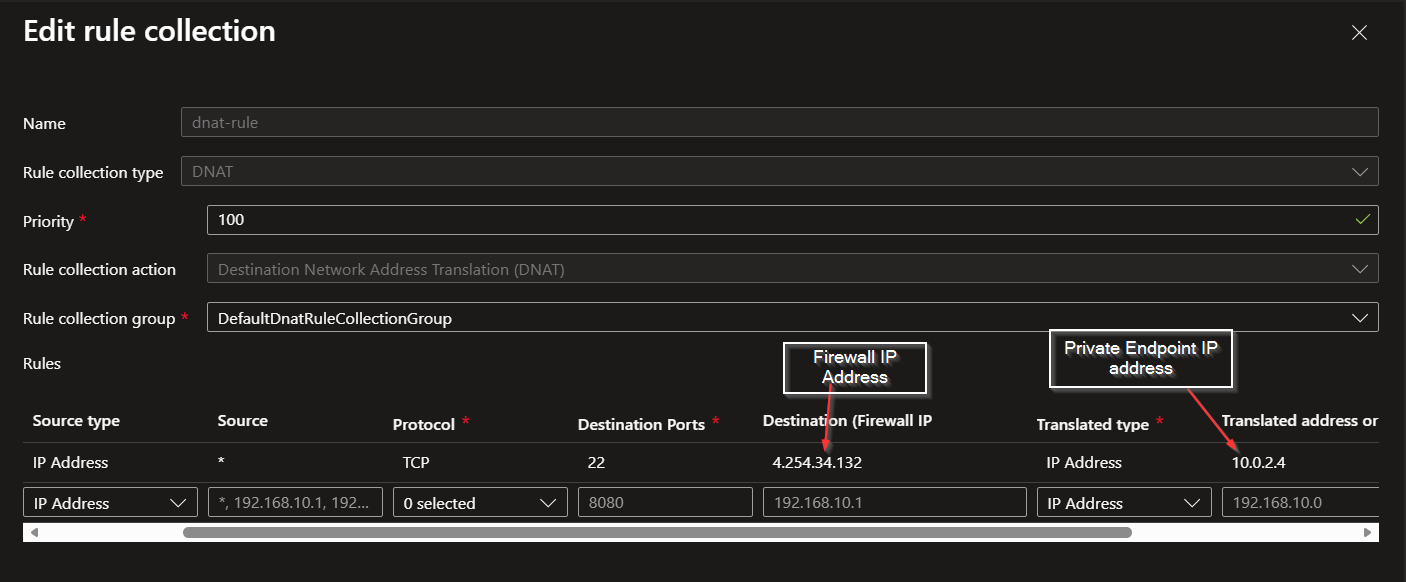 Edit rule collection
Name
dnat-rule
Rule collection type
DNAT
Priority *
100
Rule collection action
Destination Network Address Translation (DNAT)
Rule collection group *
DefaultDnatRuleCollectionGroup
Rules
Firewall IP
Address
Private Endpoint IP
address
Source type Source Protocol * Destination Ports * Destination (Firewall IP Translated type * Translated address or
IP Address * TCP 22 4.254.34.132 IP Address 10.0.2.4
IP Address *, 192.168.10.1, 192... 0 selected 8080 192.168.10.1 IP Address 192.168.10.0